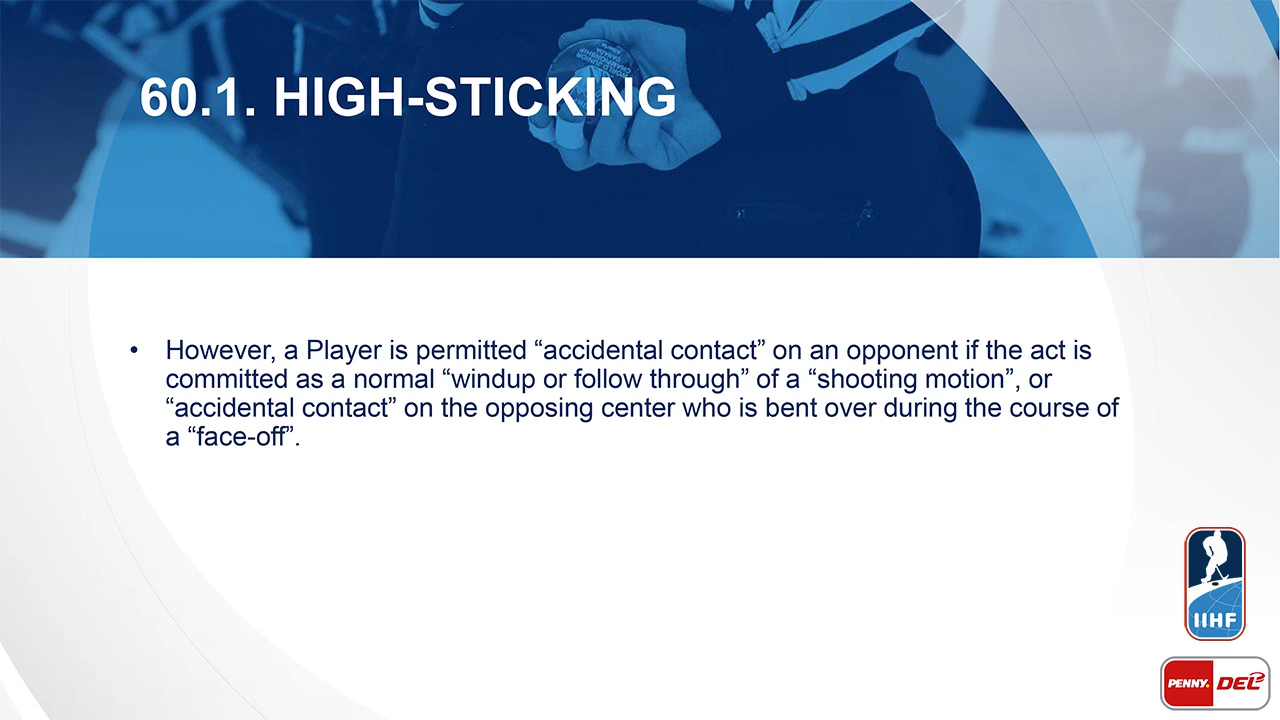 60.1. HIGH-STICKING
• However, a Player is permitted “accidental contact” on an opponent if the act is
committed as a normal “windup or follow through” of a “shooting motion”, or
“accidental contact” on the opposing center who is bent over during the course of
a “face-off”.
IIHF
PENNY. DEL